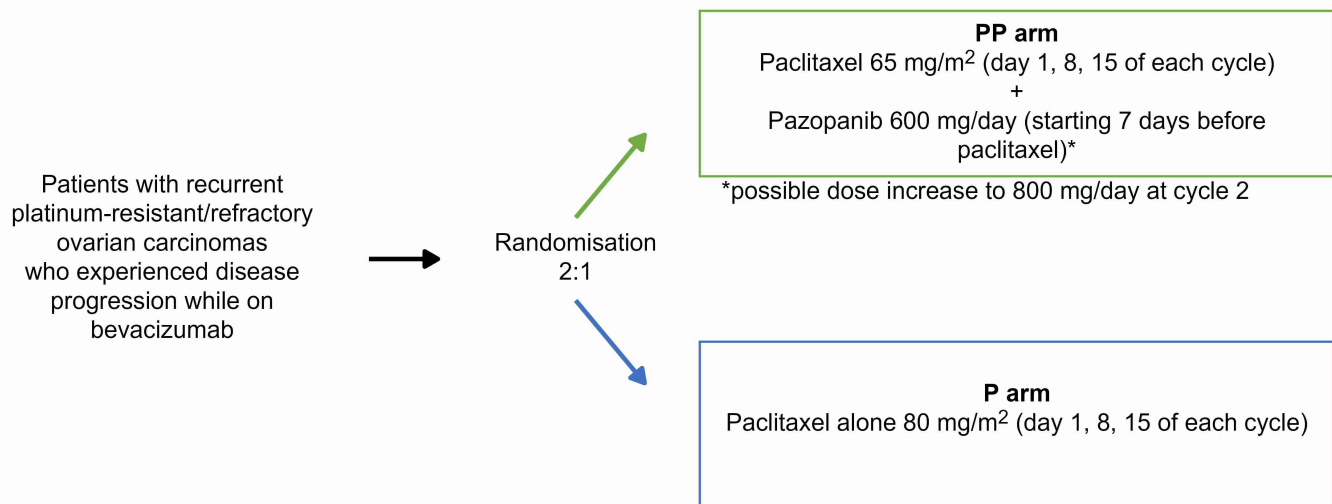 Patients with recurrent
platinum-resistant/refractory
ovarian carcinomas
who experienced disease
progression while on
bevacizumab
Randomisation
2:1
PP arm
Paclitaxel 65 mg/m² (day 1, 8, 15 of each cycle)
+
Pazopanib 600 mg/day (starting 7 days before
paclitaxel)*
*possible dose increase to 800 mg/day at cycle 2
P arm
Paclitaxel alone 80 mg/m² (day 1, 8, 15 of each cycle)